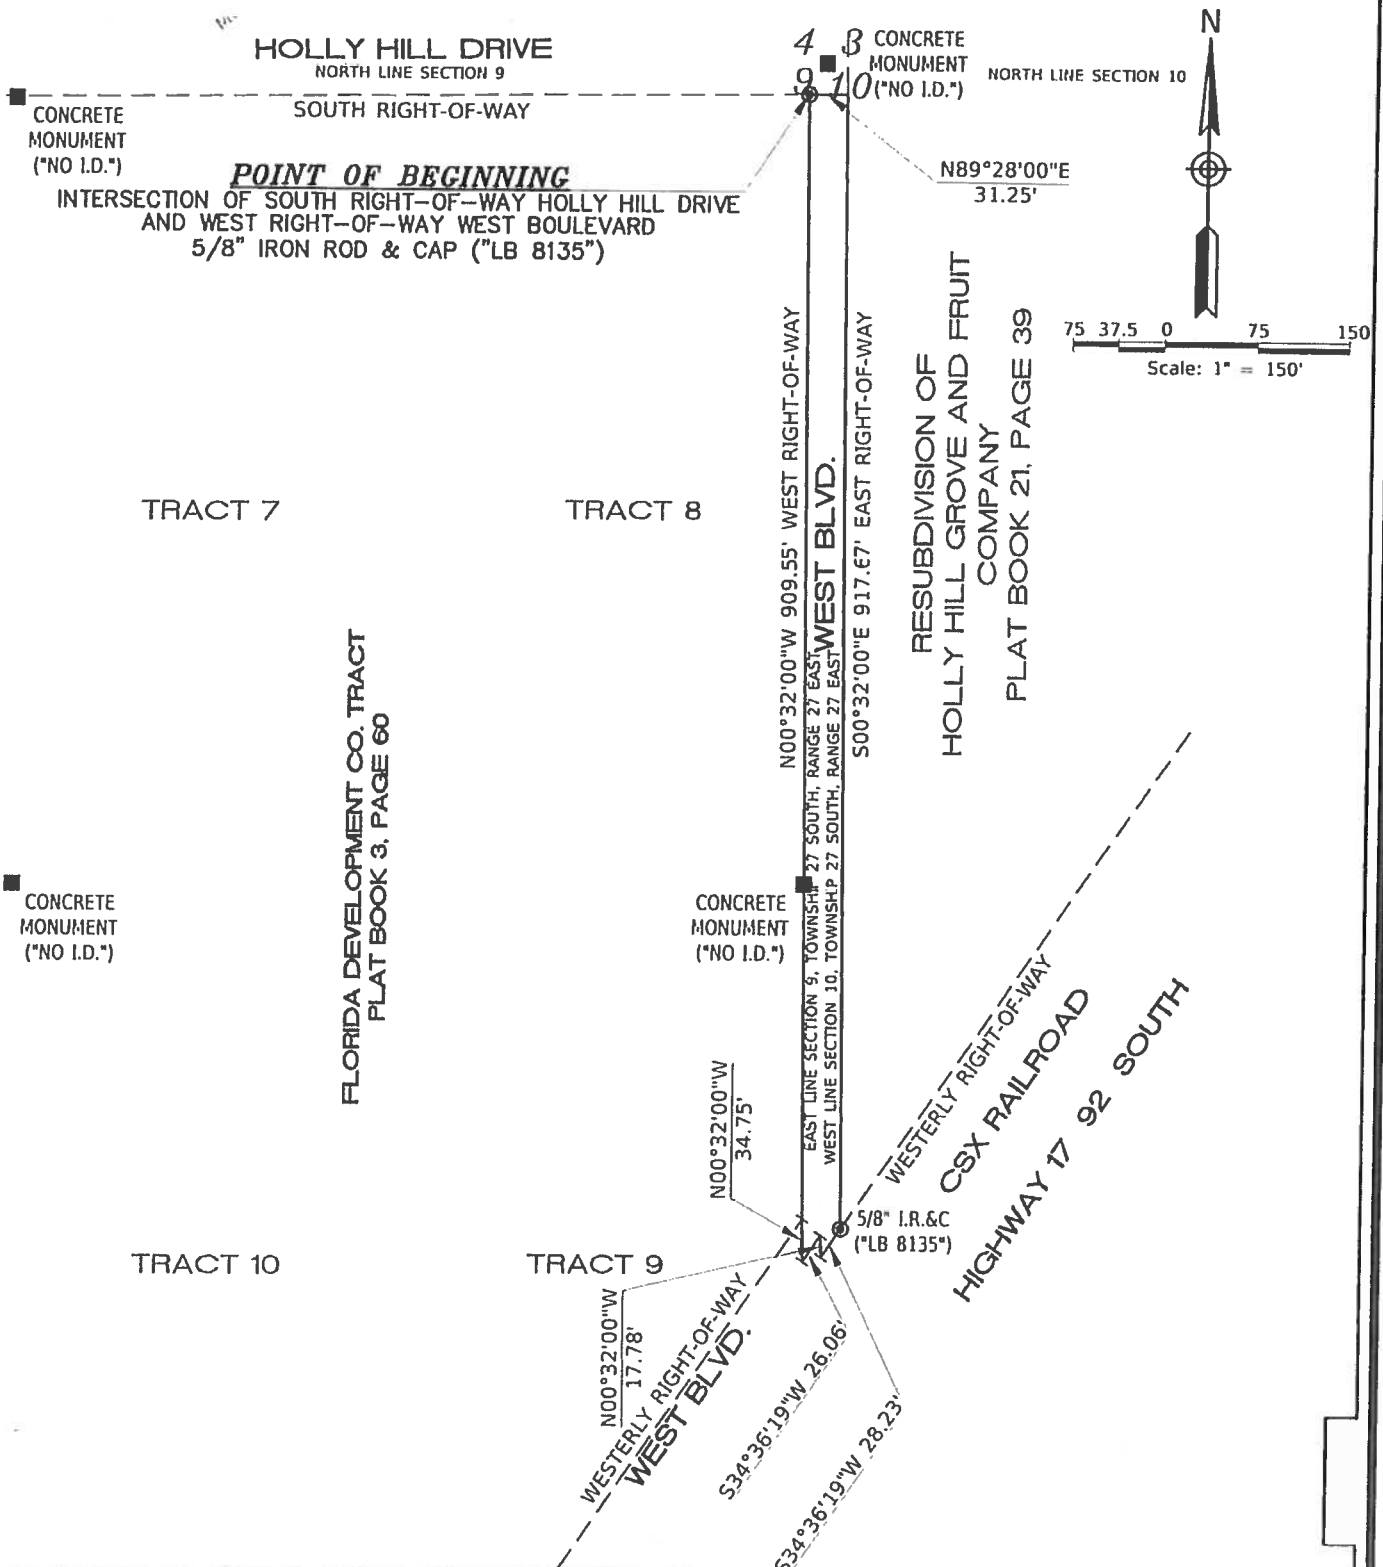 HOLLY HILL DRIVE
NORTH LINE SECTION 9
SOUTH RIGHT-OF-WAY
CONCRETE
MONUMENT
("NO I.D.")
4 3
9 10
CONCRETE
MONUMENT
("NO I.D.")
NORTH LINE SECTION 10
N
POINT OF BEGINNING
INTERSECTION OF SOUTH RIGHT-OF-WAY HOLLY HILL DRIVE
AND WEST RIGHT-OF-WAY WEST BOULEVARD
5/8" IRON ROD & CAP ("LB 8135")
N89°28'00"E
31.25'
75 37.5 0 75 150
Scale: 1" = 150'
N00°32'00"W 909.55' WEST RIGHT-OF-WAY
WEST BLVD.
S00°32'00"E 917.67' EAST RIGHT-OF-WAY
RESUBDIVISION OF
HOLLY HILL GROVE AND FRUIT
COMPANY
PLAT BOOK 21, PAGE 39
TRACT 7
TRACT 8
FLORIDA DEVELOPMENT CO. TRACT
PLAT BOOK 3, PAGE 60
EAST LINE SECTION 9, TOWNSHIP 27 SOUTH, RANGE 27 EAST
WEST LINE SECTION 10, TOWNSHIP 27 SOUTH, RANGE 27 EAST
CONCRETE
MONUMENT
("NO I.D.")
CONCRETE
MONUMENT
("NO I.D.")
WESTERLY RIGHT-OF-WAY
CSX RAILROAD
HIGHWAY 17 92 SOUTH
N00°32'00"W
34.75'
5/8" I.R.&C
("LB 8135")
TRACT 10
TRACT 9
N00°32'00"W
17.78'
WESTERLY RIGHT-OF-WAY
WEST BLVD.
S34°36'19"W 26.06'
S34°36'19"W 28.23'